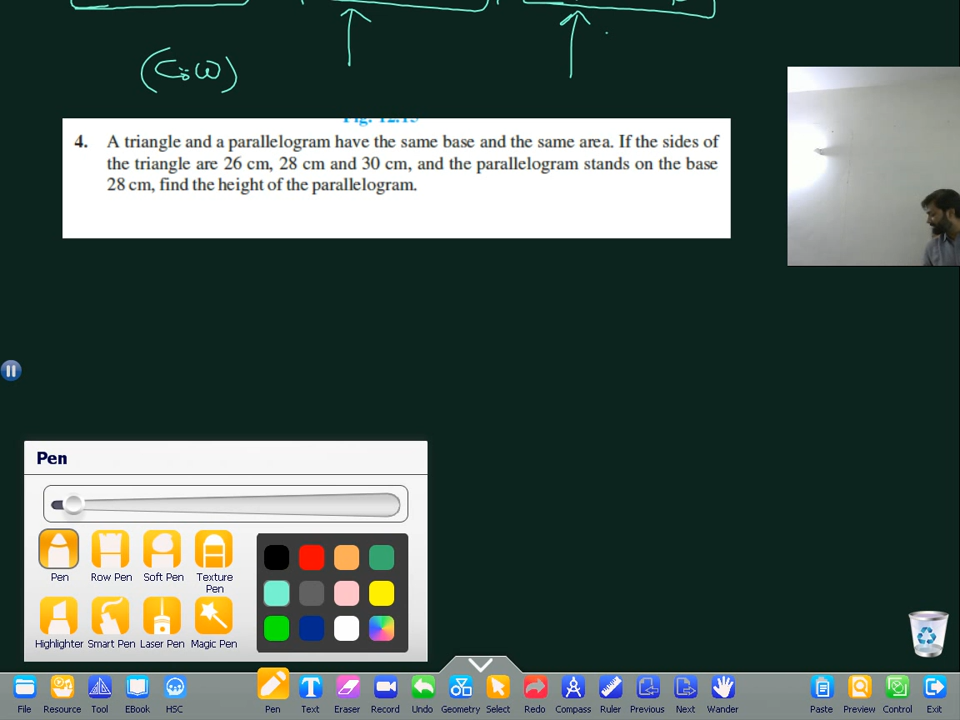 Fig. 12.15
4. A triangle and a parallelogram have the same base and the same area. If the sides of
the triangle are 26 cm, 28 cm and 30 cm, and the parallelogram stands on the base
28 cm, find the height of the parallelogram.
Pen
Pen
Row Pen
Soft Pen
Texture
Pen
Highlighter
Smart Pen
Laser Pen
Magic Pen
File
Resource
Tool
EBook
HSC
Pen
Text
Eraser
Record
Undo
Geometry
Select
Redo
Compass
Ruler
Previous
Next
Wander
Paste
Preview
Control
Exit